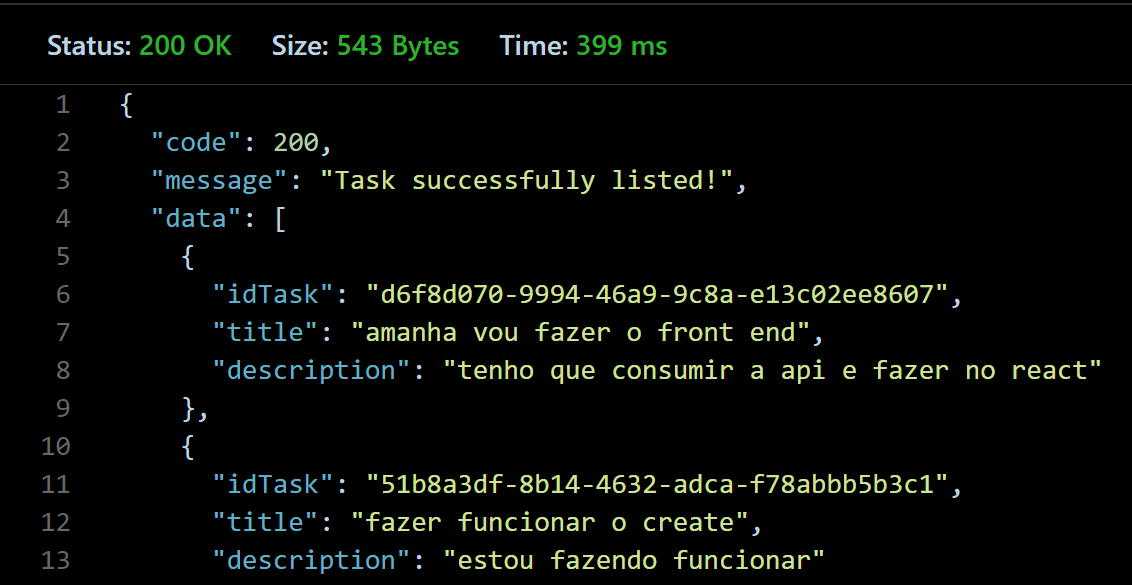 Status: 200 OK Size: 543 Bytes Time: 399 ms
1 {
2 "code": 200,
3 "message": "Task successfully listed!",
4 "data": [
5 {
6 "idTask": "d6f8d070-9994-46a9-9c8a-e13c02ee8607",
7 "title": "amanha vou fazer o front end",
8 "description": "tenho que consumir a api e fazer no react"
9 },
10 {
11 "idTask": "51b8a3df-8b14-4632-adca-f78abbb5b3c1",
12 "title": "fazer funcionar o create",
13 "description": "estou fazendo funcionar"